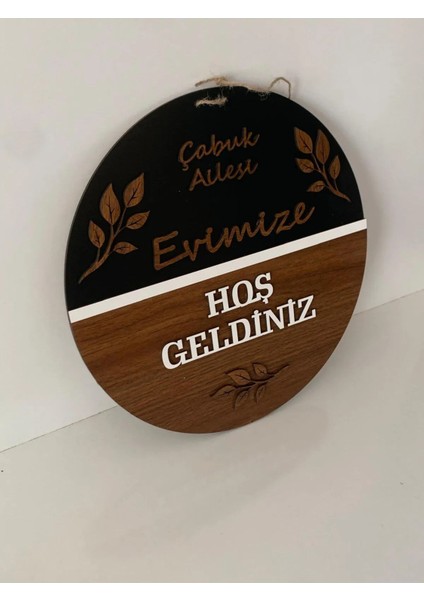 Çabuk
Ailesi
Evimize
HOŞ
GELDİNİZ